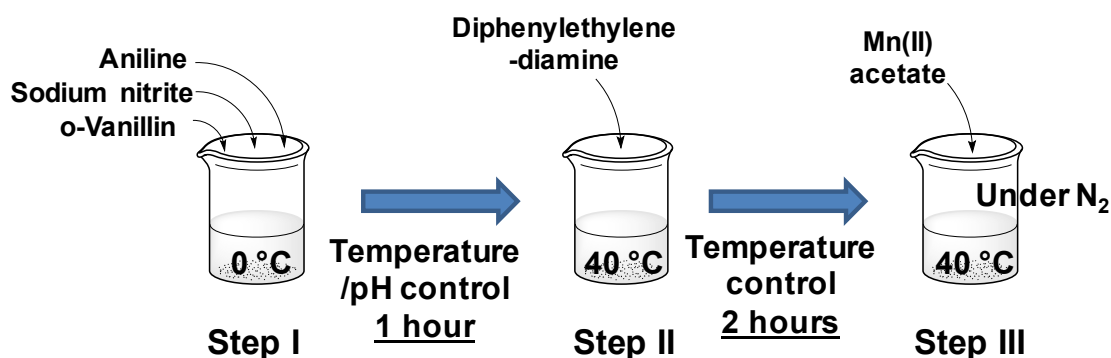 Aniline
Sodium nitrite
o-Vanillin
0 °C
Step I
Temperature
/pH control
1 hour
Diphenylethylene
-diamine
40 °C
Step II
Temperature
control
2 hours
Mn(II)
acetate
Under N₂
40 °C
Step III